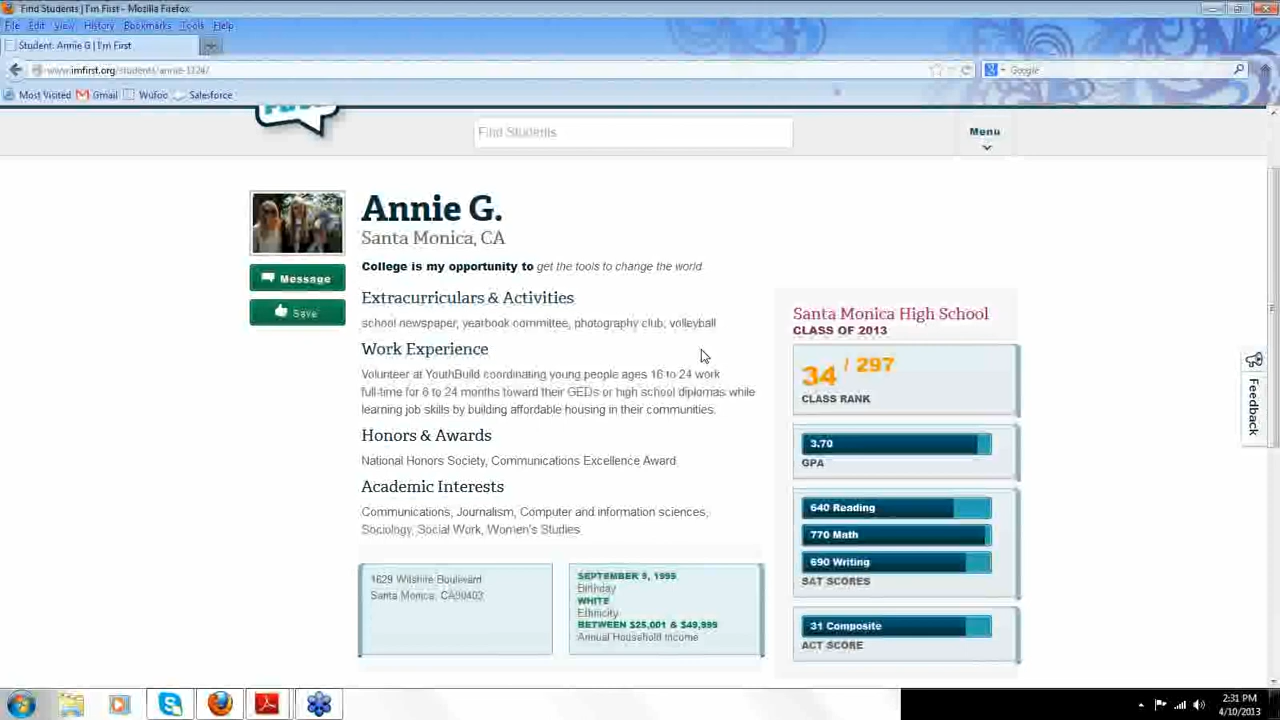 Find Students | I'm First - Mozilla Firefox
File Edit View History Bookmarks Tools Help
Student: Annie G | I'm First
www.imfirst.org/students/annie-1224/
Google
Most Visited Gmail Wufoo Salesforce
Find Students
Menu
Annie G.
Santa Monica, CA
Message
Save
College is my opportunity to get the tools to change the world
Extracurriculars & Activities
school newspaper, yearbook committee, photography club, volleyball
Work Experience
Volunteer at YouthBuild coordinating young people ages 16 to 24 work
full-time for 6 to 24 months toward their GEDs or high school diplomas while
learning job skills by building affordable housing in their communities.
Honors & Awards
National Honors Society, Communications Excellence Award
Academic Interests
Communications, Journalism, Computer and information sciences,
Sociology, Social Work, Women's Studies
1629 Wilshire Boulevard
Santa Monica, CA90403
SEPTEMBER 9, 1995
Birthday
WHITE
Ethnicity
BETWEEN $25,001 & $49,999
Annual Household Income
Santa Monica High School
CLASS OF 2013
34 / 297
CLASS RANK
3.70
GPA
640 Reading
770 Math
690 Writing
SAT SCORES
31 Composite
ACT SCORE
Feedback
2:31 PM
4/10/2013